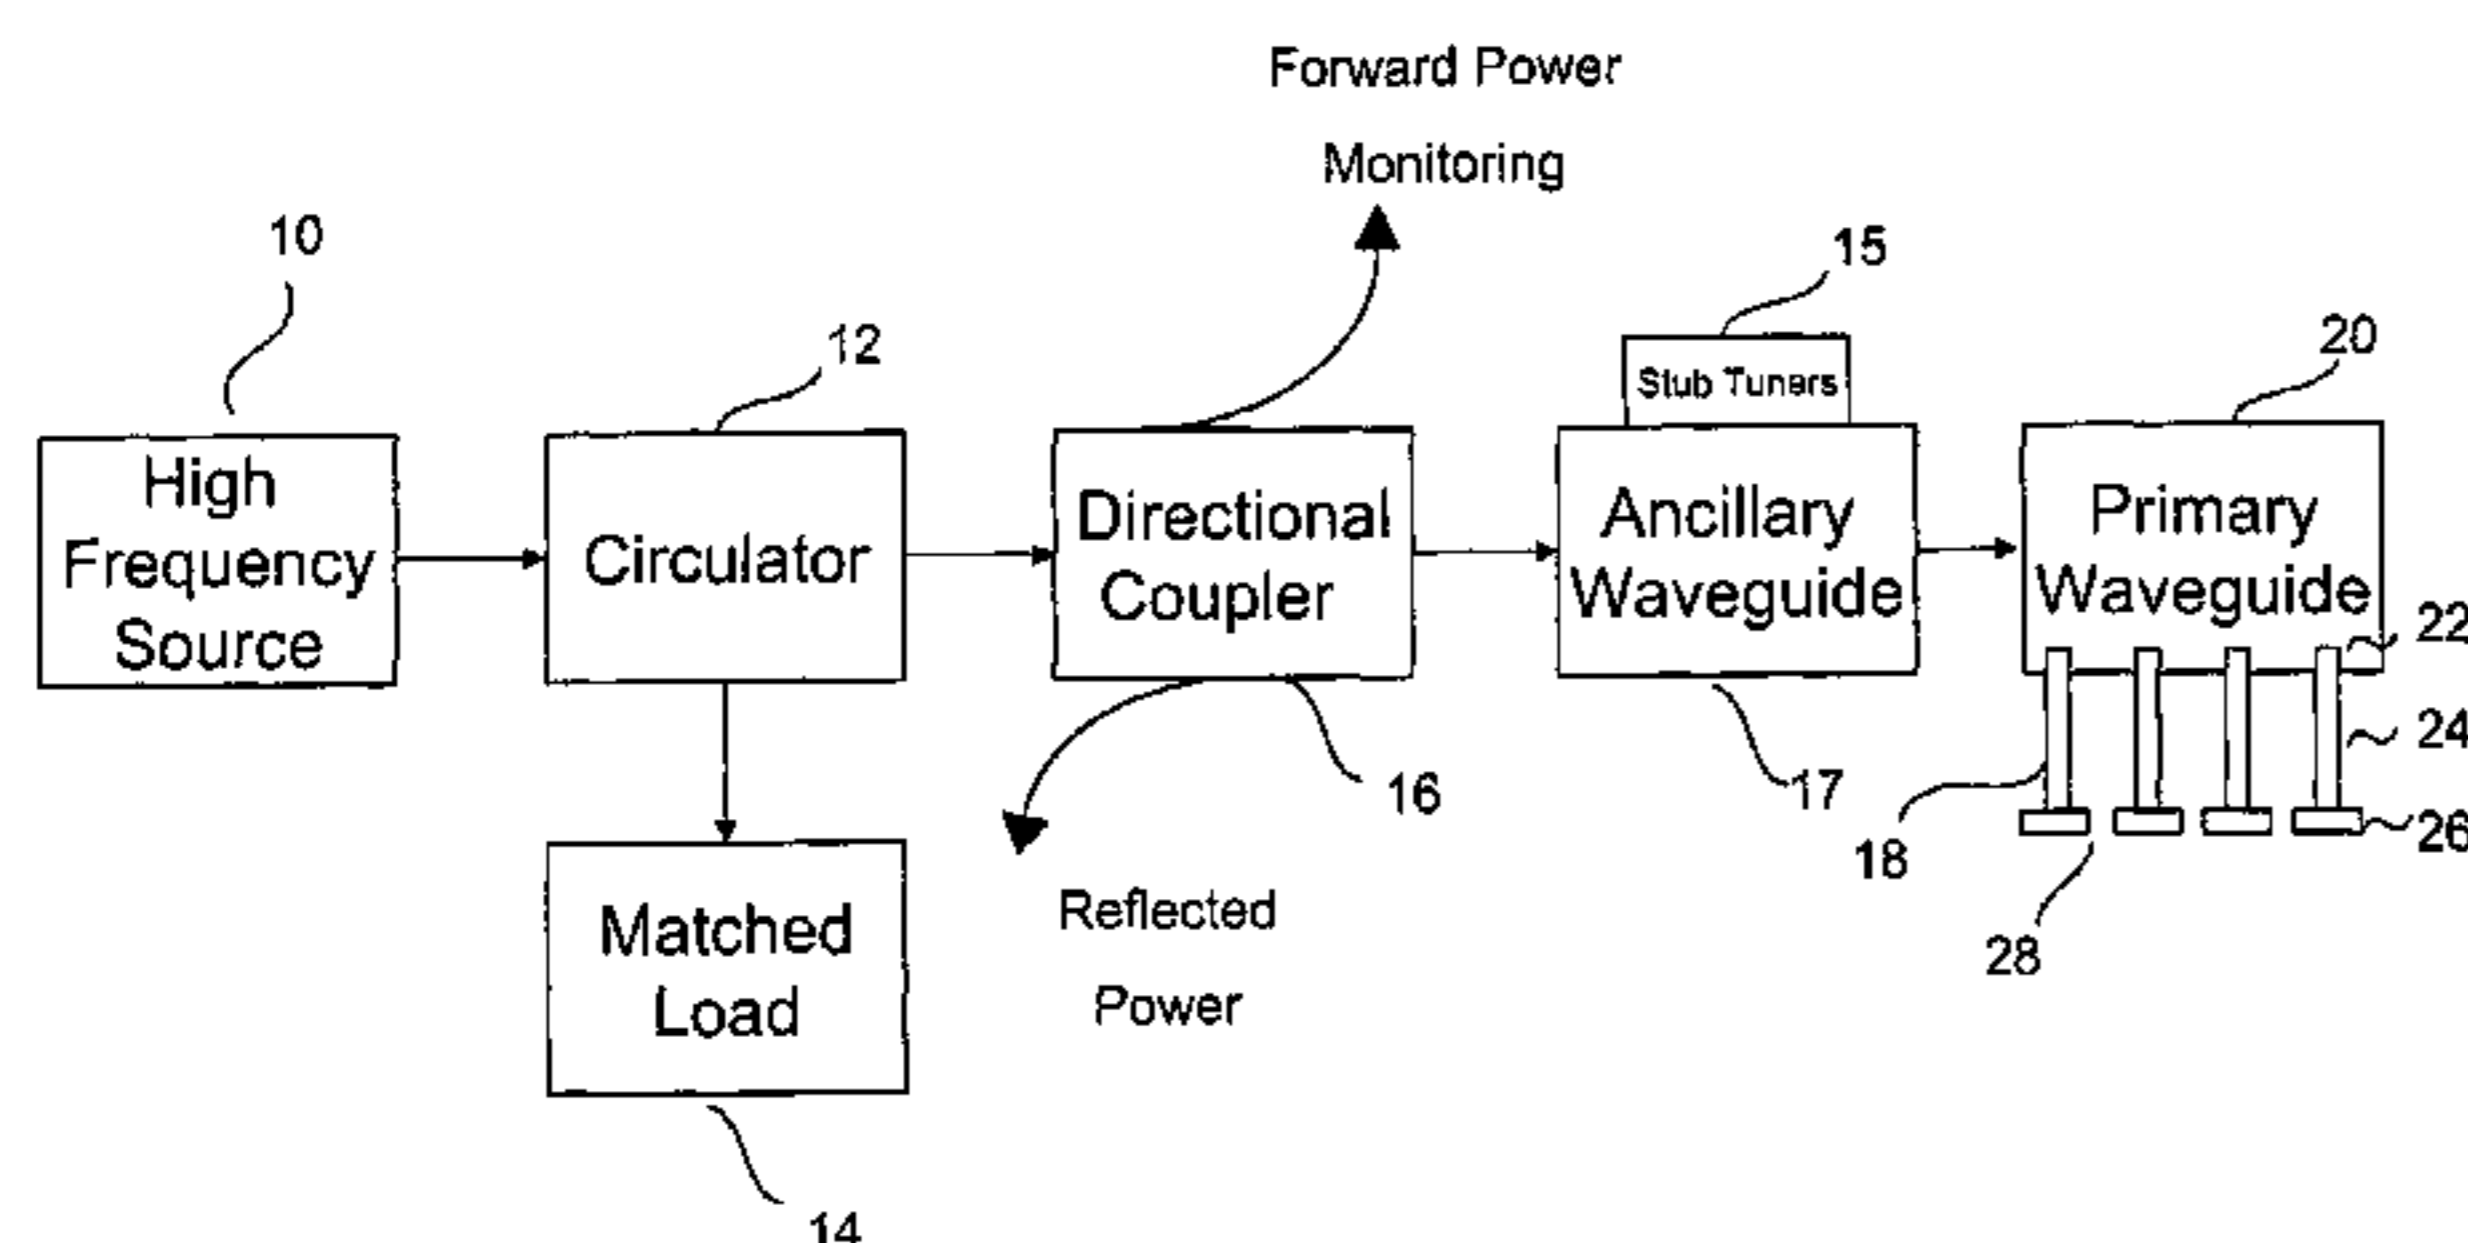 Forward Power
Monitoring
10
12
15
20
High
Frequency
Source
Circulator
Directional
Coupler
Stub Tuners
Ancillary
Waveguide
Primary
Waveguide
22
24
26
18
28
17
16
Matched
Load
Reflected
Power
14